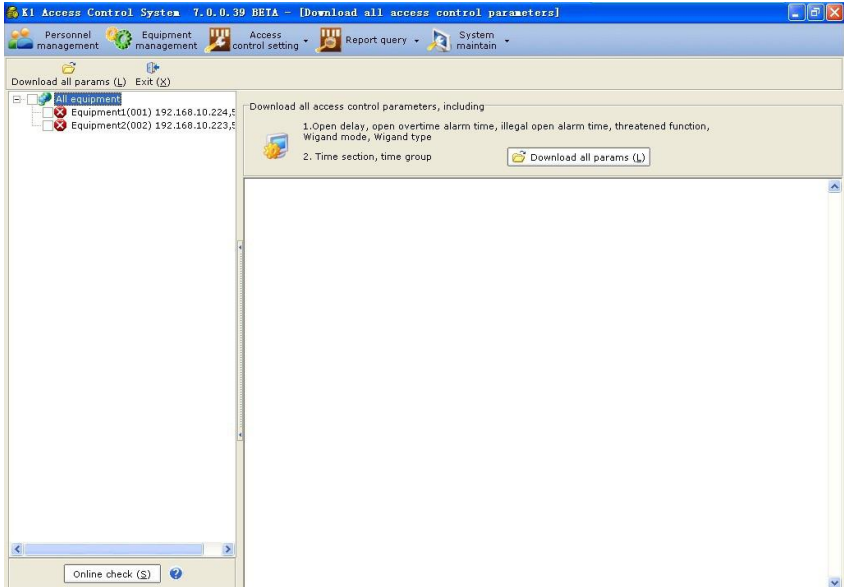 K1 Access Control System 7.0.0.39 BETA - [Download all access control parameters]
Personnel management
Equipment management
Access control setting
Report query
System maintain
Download all params (L) Exit (X)
All equipment
Equipment1(001) 192.168.10.224,5
Equipment2(002) 192.168.10.223,5
Download all access control parameters, including
1.Open delay, open overtime alarm time, illegal open alarm time, threatened function,
Wigand mode, Wigand type
2. Time section, time group
Download all params (L)
Online check (S)